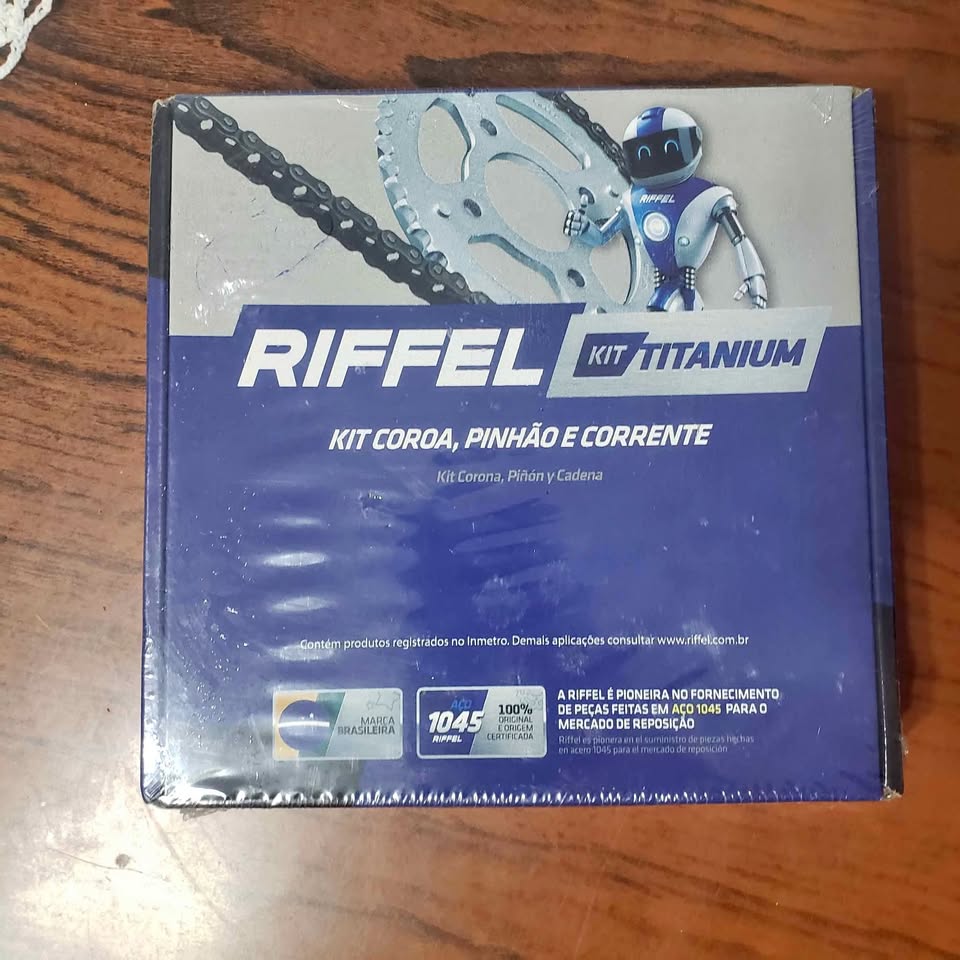 RIFFEL
RIFFEL KIT TITANIUM
KIT COROA, PINHÃO E CORRENTE
Kit Corona, Piñón y Cadena
Contém produtos registrados no Inmetro. Demais aplicações consultar www.riffel.com.br
MARCA
BRASILEIRA
AÇO
1045
RIFFEL
100%
ORIGINAL
E ORIGEM
CERTIFICADA
A RIFFEL É PIONEIRA NO FORNECIMENTO
DE PEÇAS FEITAS EM AÇO 1045 PARA O
MERCADO DE REPOSIÇÃO
Riffel es pionera en el suministro de piezas hechas
en acero 1045 para el mercado de reposición